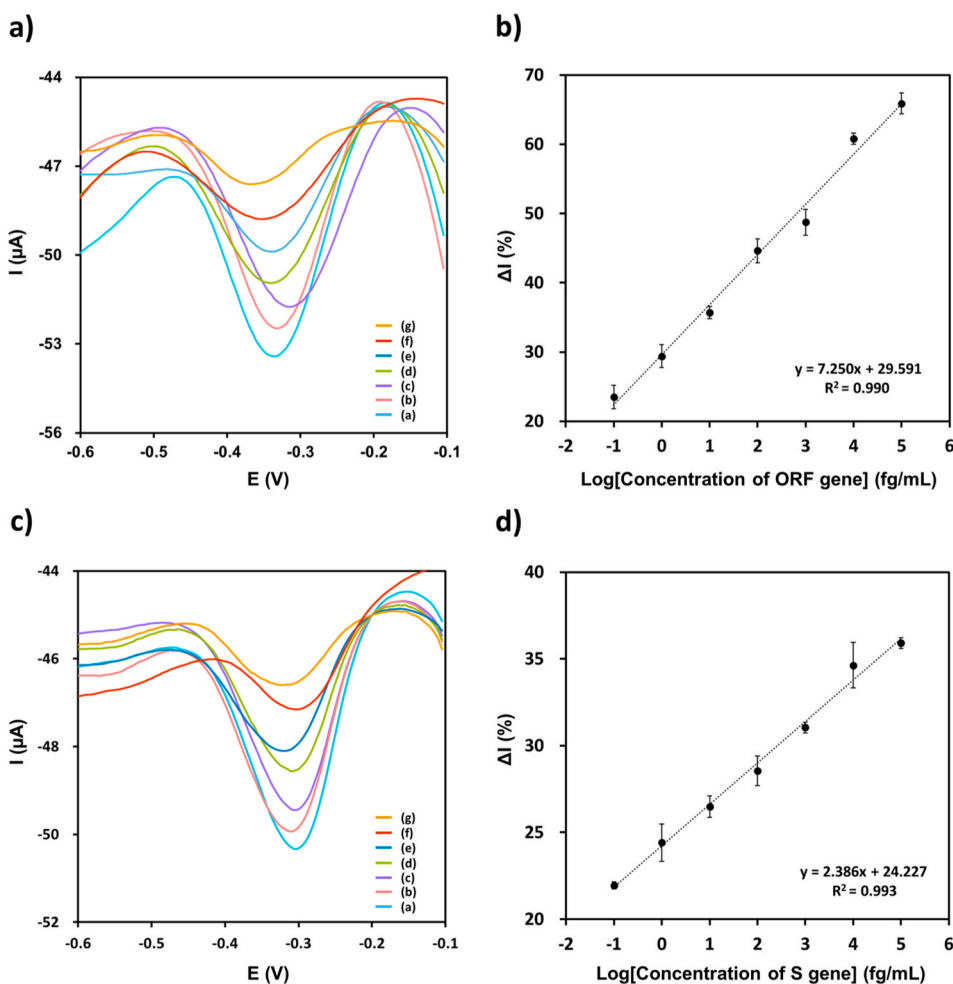 a)
-44
-47
-50
-53
-56
I (µA)
-0.6
-0.5
-0.4
-0.3
-0.2
-0.1
E (V)
(g)
(f)
(e)
(d)
(c)
(b)
(a)
b)
70
60
50
40
30
20
ΔI (%)
-2
-1
0
1
2
3
4
5
6
Log[Concentration of ORF gene] (fg/mL)
y = 7.250x + 29.591
R² = 0.990
c)
-44
-46
-48
-50
-52
I (µA)
-0.6
-0.5
-0.4
-0.3
-0.2
-0.1
E (V)
(g)
(f)
(e)
(d)
(c)
(b)
(a)
d)
40
35
30
25
20
ΔI (%)
-2
-1
0
1
2
3
4
5
6
Log[Concentration of S gene] (fg/mL)
y = 2.386x + 24.227
R² = 0.993